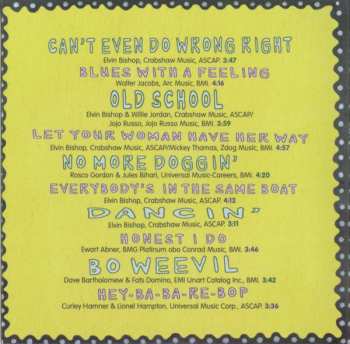 CAN'T EVEN DO WRONG RIGHT
Elvin Bishop, Crabshaw Music, ASCAP. 3:47
BLUES WITH A FEELING
Walter Jacobs, Arc Music, BMI. 4:16
OLD SCHOOL
Elvin Bishop & Willie Jordan, Crabshaw Music, ASCAP/
Jojo Russo, JoJo Russo Music, BMI. 3:59
LET YOUR WOMAN HAVE HER WAY
Elvin Bishop, Crabshaw Music, ASCAP/Mickey Thomas, Zdog Music, BMI. 4:57
NO MORE DOGGIN'
Rosco Gordon & Jules Bihari, Universal Music-Careers, BMI. 4:20
EVERYBODY'S IN THE SAME BOAT
Elvin Bishop, Crabshaw Music, ASCAP. 4:12
DANCIN'
Elvin Bishop, Crabshaw Music, ASCAP. 3:11
HONEST I DO
Ewart Abner, BMG Platinum obo Conrad Music, BMI. 3:46
BO WEEVIL
Dave Bartholomew & Fats Domino, EMI Unart Catalog Inc., BMI. 3:42
HEY-BA-BA-RE-BOP
Curley Hamner & Lionel Hampton, Universal Music Corp., ASCAP. 3:36